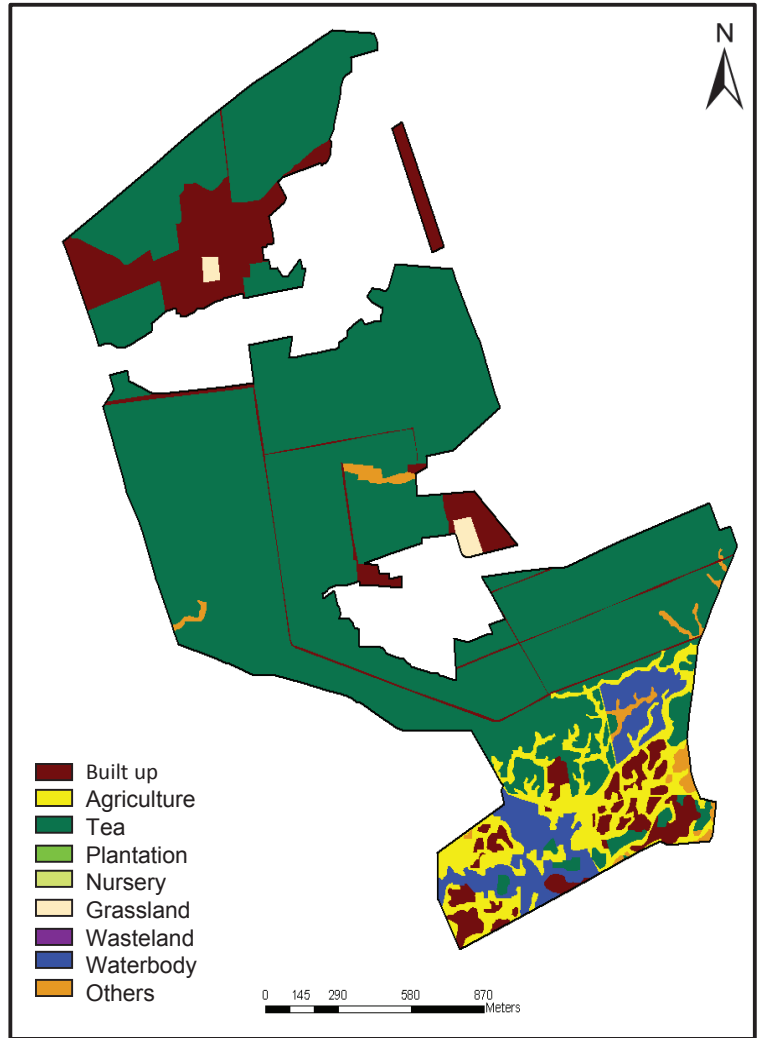 N
Built up
Agriculture
Tea
Plantation
Nursery
Grassland
Wasteland
Waterbody
Others
0 145 290 580 870
Meters